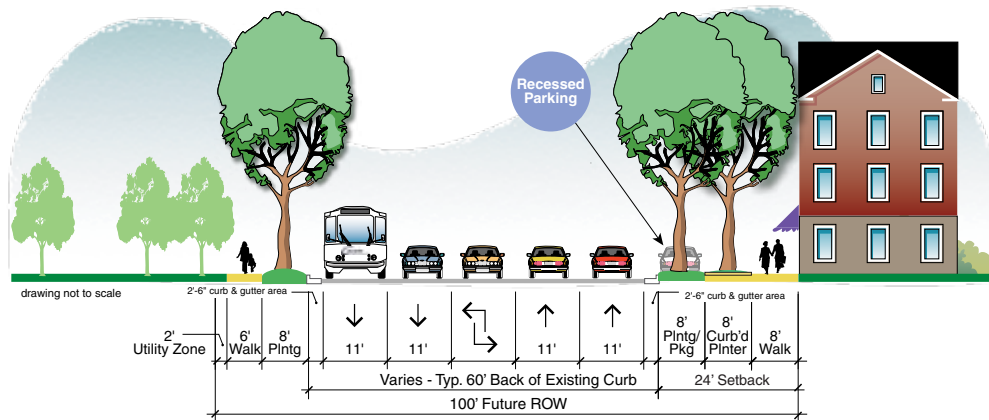 Recessed
Parking
drawing not to scale
2'-6" curb & gutter area
2'-6" curb & gutter area
2'
Utility Zone
6'
Walk
8'
Plntg
11'
11'
11'
11'
8'
Plntg/
Pkg
8'
Curb'd
Plnter
8'
Walk
Varies - Typ. 60' Back of Existing Curb
24' Setback
100' Future ROW